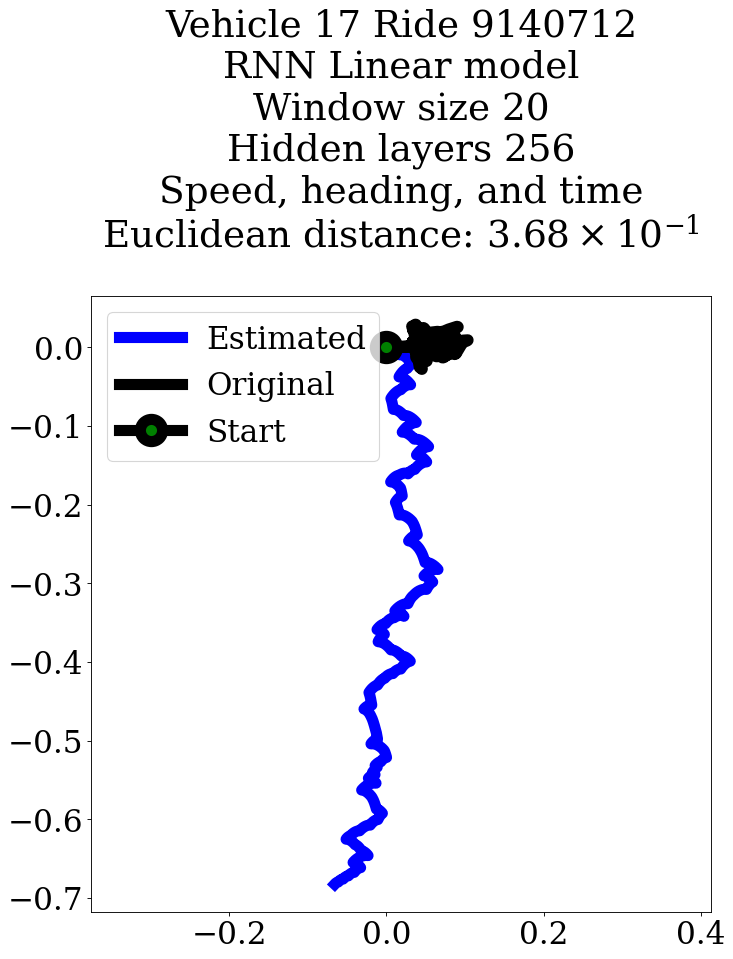 Vehicle 17 Ride 9140712
RNN Linear model
Window size 20
Hidden layers 256
Speed, heading, and time
Euclidean distance: 3.68 × 10⁻¹
Estimated
Original
Start
0.0
−0.1
−0.2
−0.3
−0.4
−0.5
−0.6
−0.7
−0.2 0.0 0.2 0.4